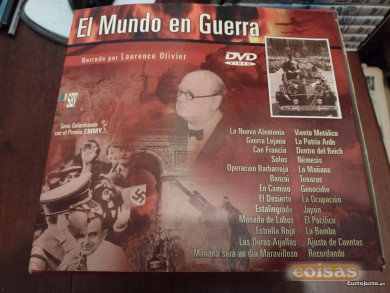 El Mundo en Guerra
Narrado por Laurence Olivier
DVD
VIDEO
Serie Galardonada
con el Premio EMMY
La Nueva Alemania Viento Metálico
Guerra Lejana La Patria Arde
Cae Francia Dentro del Reich
Solos Némesis
Operación Barbarroja La Mañana
Banzai Tenazas
En Camino Genocidio
El Desierto La Ocupación
Estalingrado Japón
Manada de Lobos El Pacífico
Estrella Roja La Bomba
Las Duras Agallas Ajuste de Cuentas
Mañana será un día Maravilloso Recordando
coisas
CustoJusto.pt